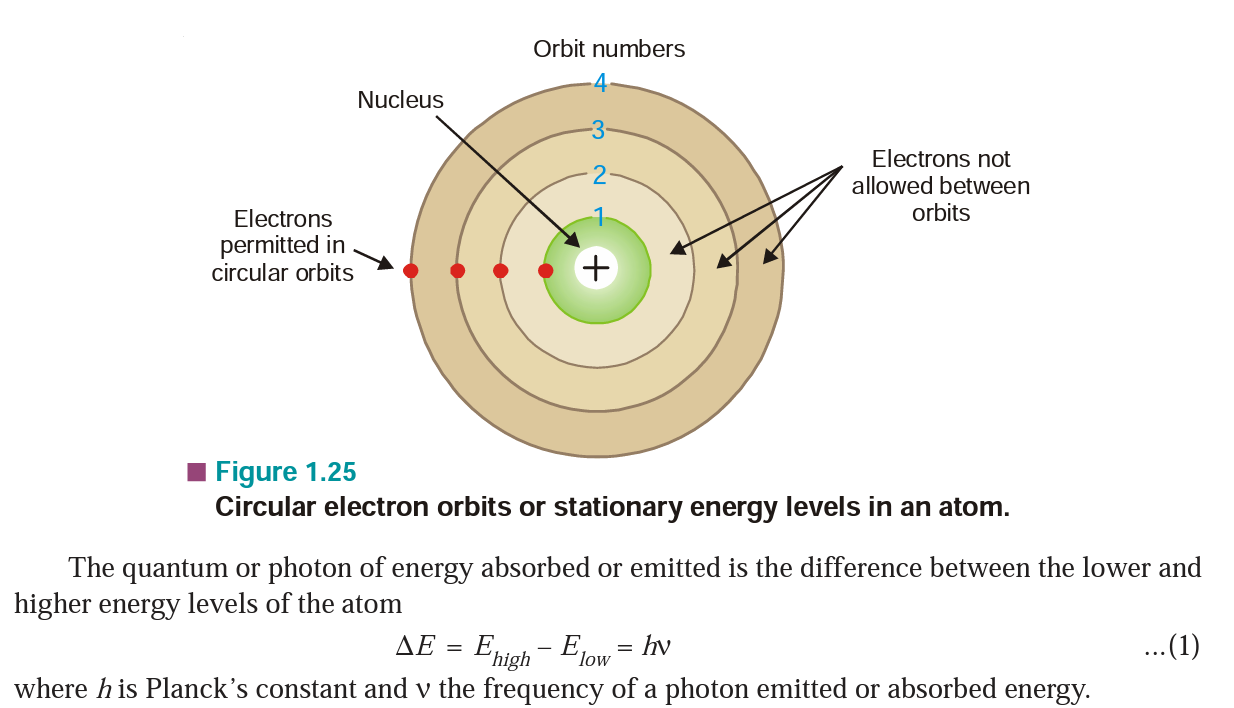 Orbit numbers
4
Nucleus
3
2
1
Electrons not
allowed between
orbits
Electrons
permitted in
circular orbits
+
Figure 1.25
Circular electron orbits or stationary energy levels in an atom.
The quantum or photon of energy absorbed or emitted is the difference between the lower and
higher energy levels of the atom
ΔE = E_high – E_low = hν ...(1)
where h is Planck’s constant and ν the frequency of a photon emitted or absorbed energy.